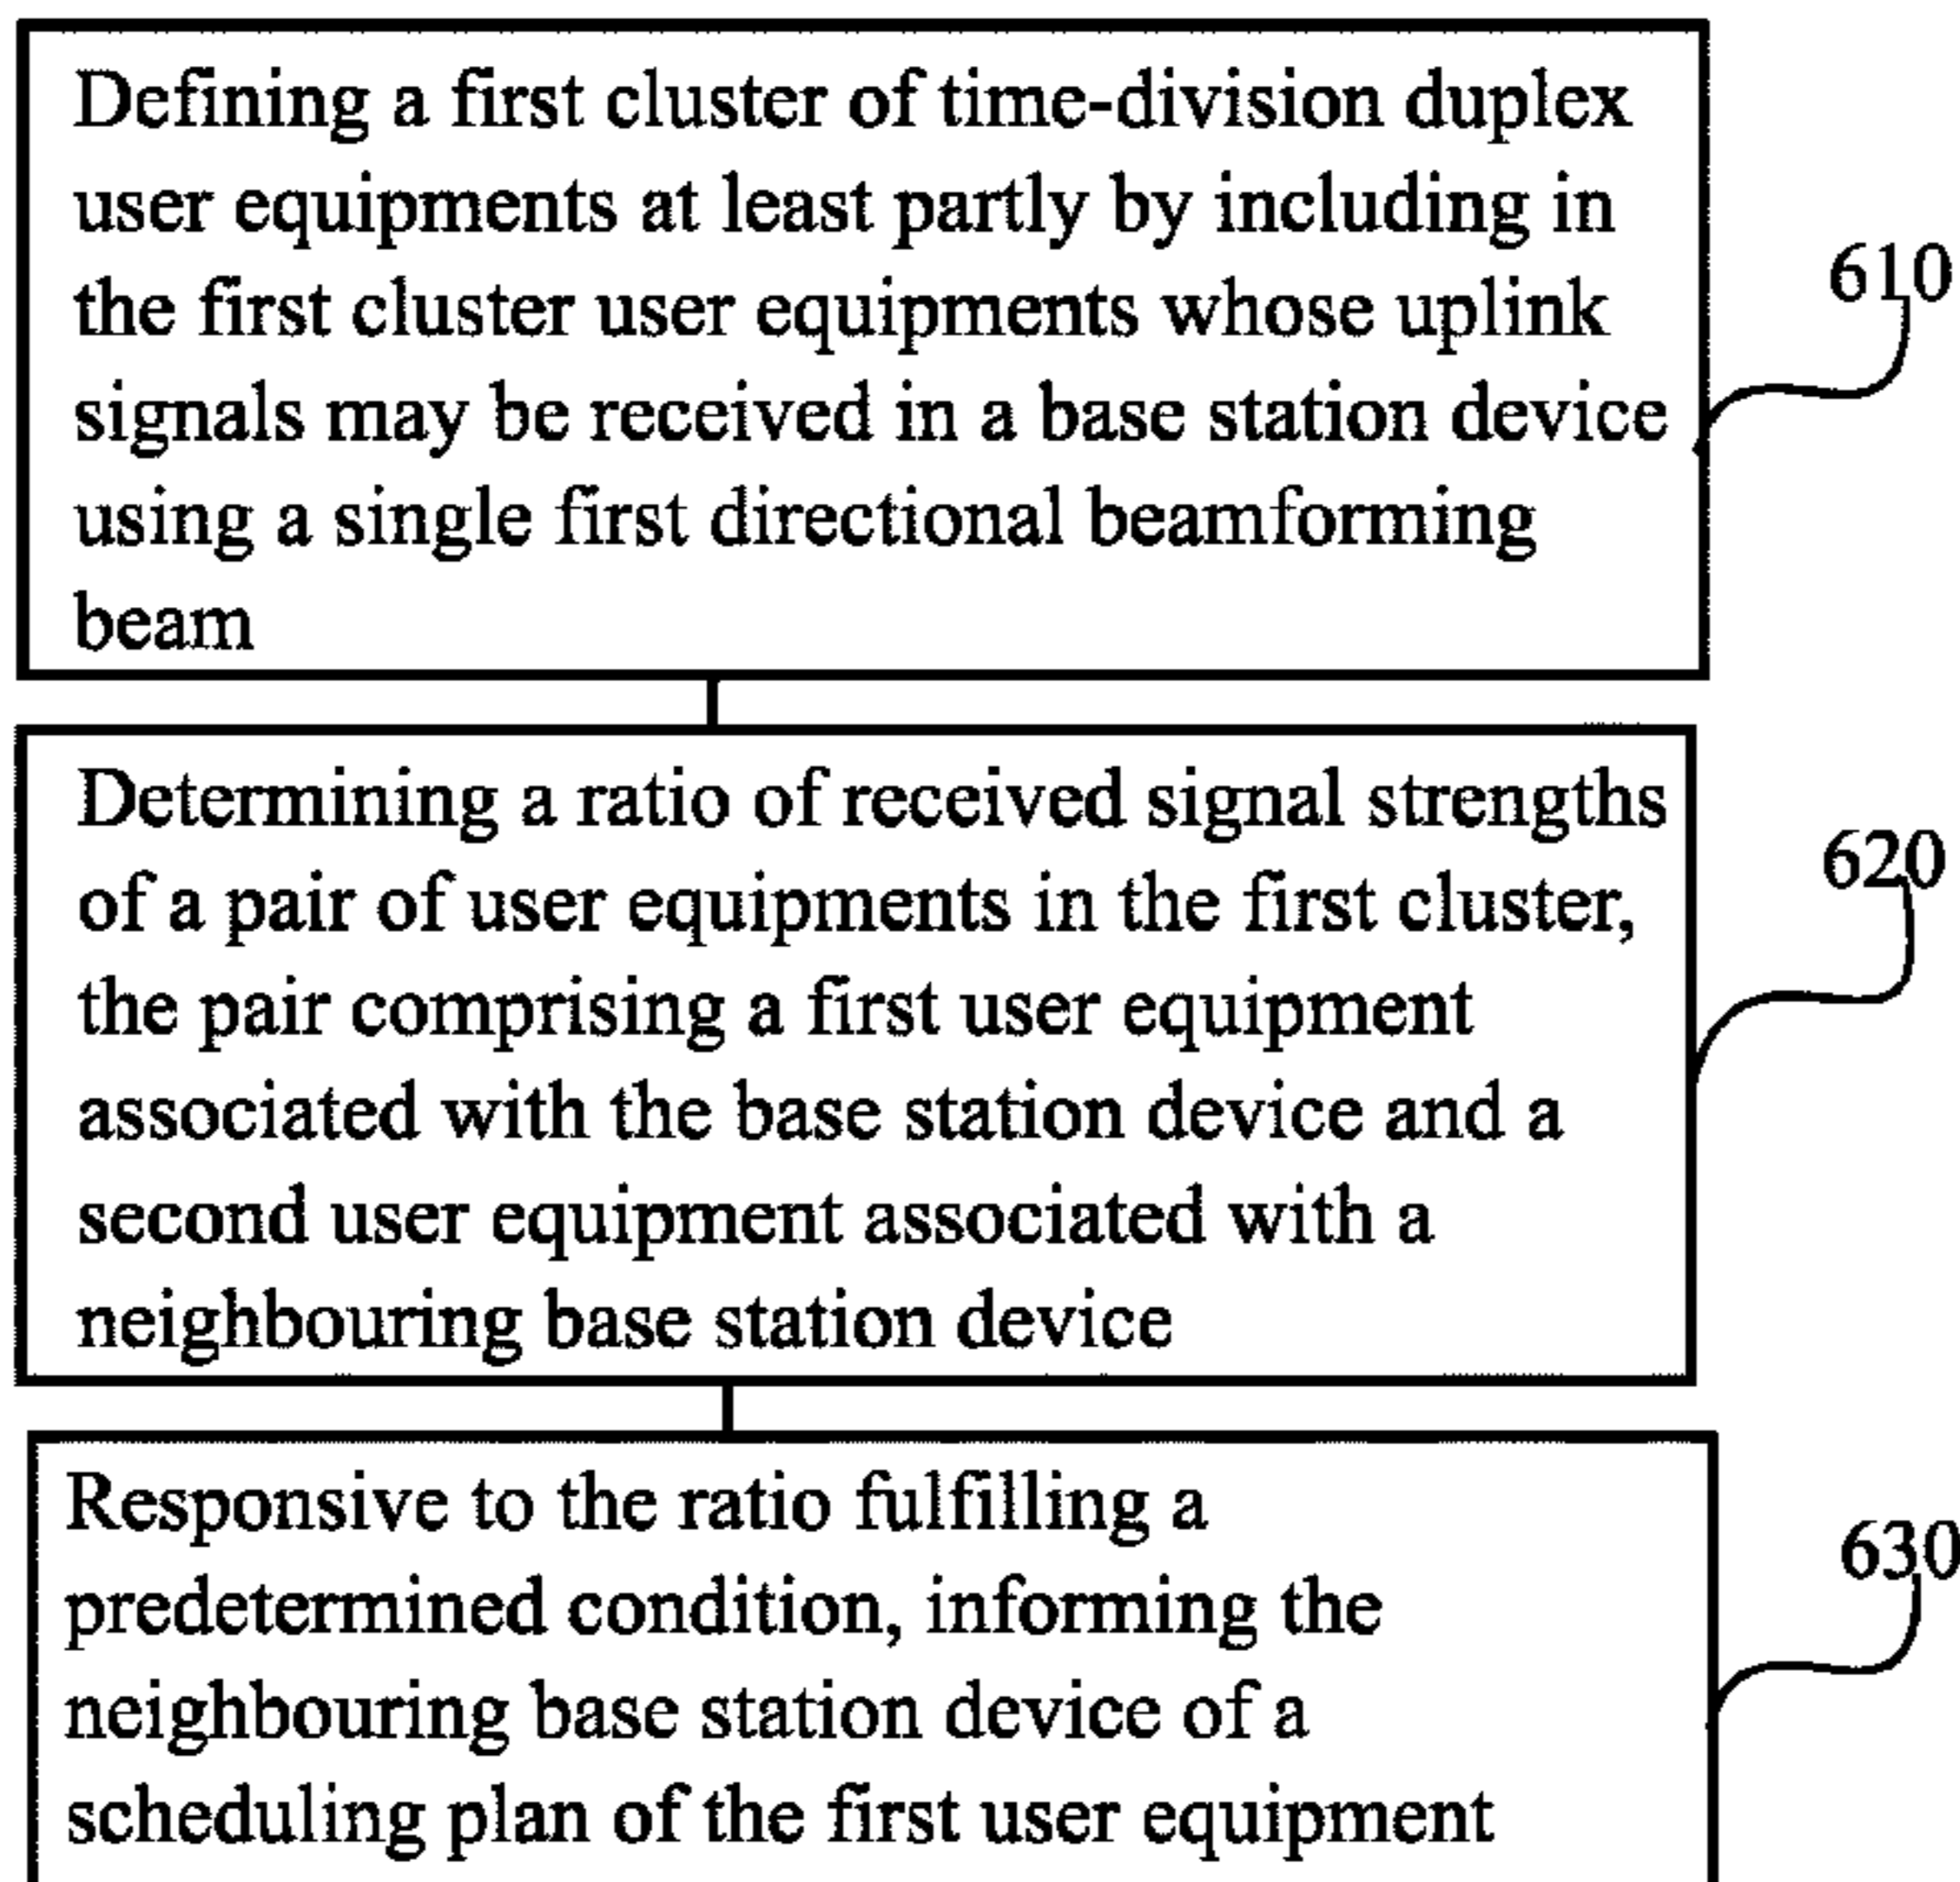 Defining a first cluster of time-division duplex
user equipments at least partly by including in
the first cluster user equipments whose uplink
signals may be received in a base station device
using a single first directional beamforming
beam
610
Determining a ratio of received signal strengths
of a pair of user equipments in the first cluster,
the pair comprising a first user equipment
associated with the base station device and a
second user equipment associated with a
neighbouring base station device
620
Responsive to the ratio fulfilling a
predetermined condition, informing the
neighbouring base station device of a
scheduling plan of the first user equipment
630